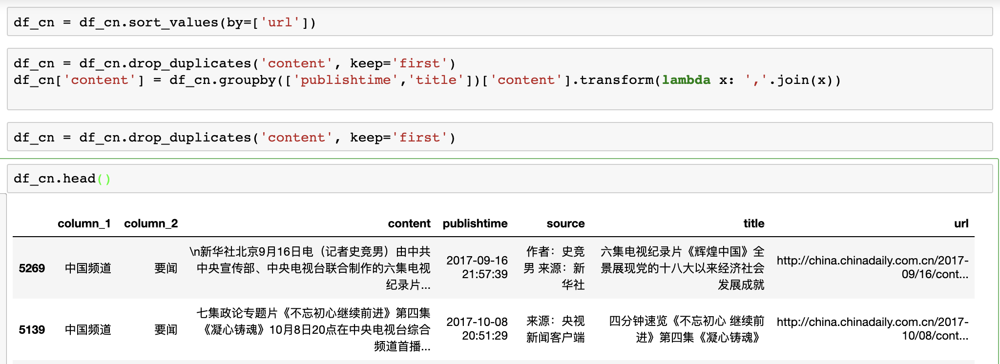 df_cn = df_cn.sort_values(by=['url'])
df_cn = df_cn.drop_duplicates('content', keep='first')
df_cn['content'] = df_cn.groupby(['publishtime','title'])['content'].transform(lambda x: ','.join(x))
df_cn = df_cn.drop_duplicates('content', keep='first')
df_cn.head()
column_1 column_2 content publishtime source title url
5269 中国频道 要闻
\n新华社北京9月16日电（记者史竞男）由中共
中央宣传部、中央电视台联合制作的六集电视
纪录片...
2017-09-16
21:57:39
作者：史竞
男 来源：新
华社
六集电视纪录片《辉煌中国》全
景展现党的十八大以来经济社会
发展成就
http://china.chinadaily.com.cn/2017-
09/16/cont...
5139 中国频道 要闻
七集政论专题片《不忘初心继续前进》第四集
《凝心铸魂》10月8日20点在中央电视台综合
频道首播...
2017-10-08
20:51:29
来源：央视
新闻客户端
四分钟速览《不忘初心 继续前
进》第四集《凝心铸魂》
http://china.chinadaily.com.cn/2017-
10/08/cont...